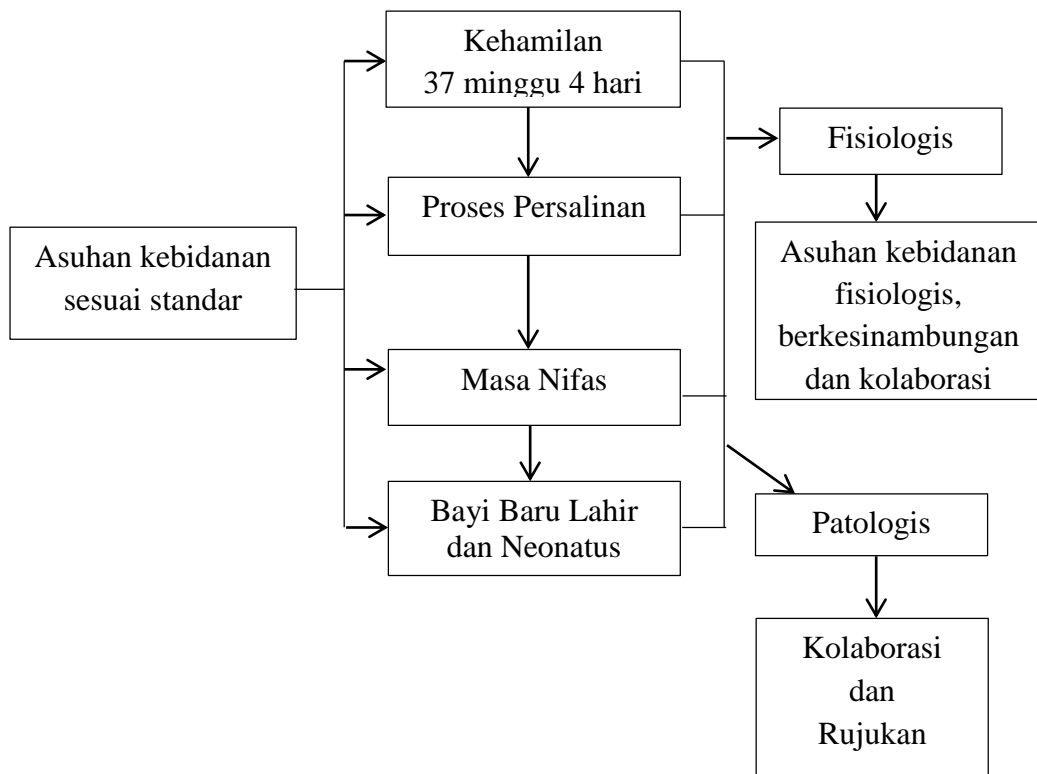 Asuhan kebidanan
sesuai standar
Kehamilan
37 minggu 4 hari
Proses Persalinan
Masa Nifas
Bayi Baru Lahir
dan Neonatus
Fisiologis
Asuhan kebidanan
fisiologis,
berkesinambungan
dan kolaborasi
Patologis
Kolaborasi
dan
Rujukan